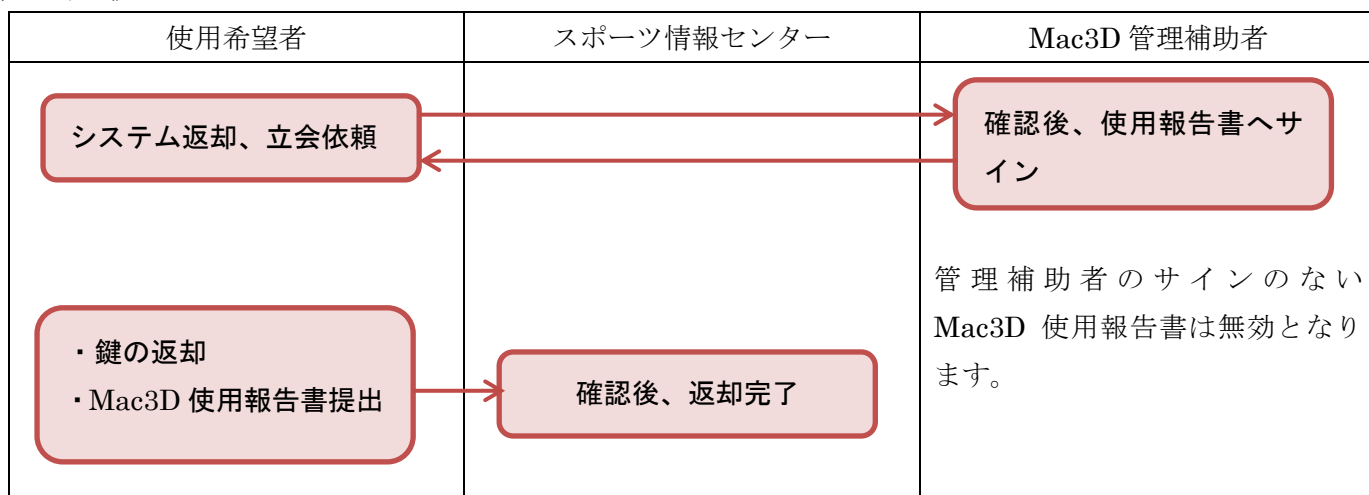 使用希望者
スポーツ情報センター
Mac3D 管理補助者
システム返却、立会依頼
確認後、使用報告書へサ
イン
管理補助者のサインのない
Mac3D 使用報告書は無効となり
ます。
・鍵の返却
・Mac3D 使用報告書提出
確認後、返却完了